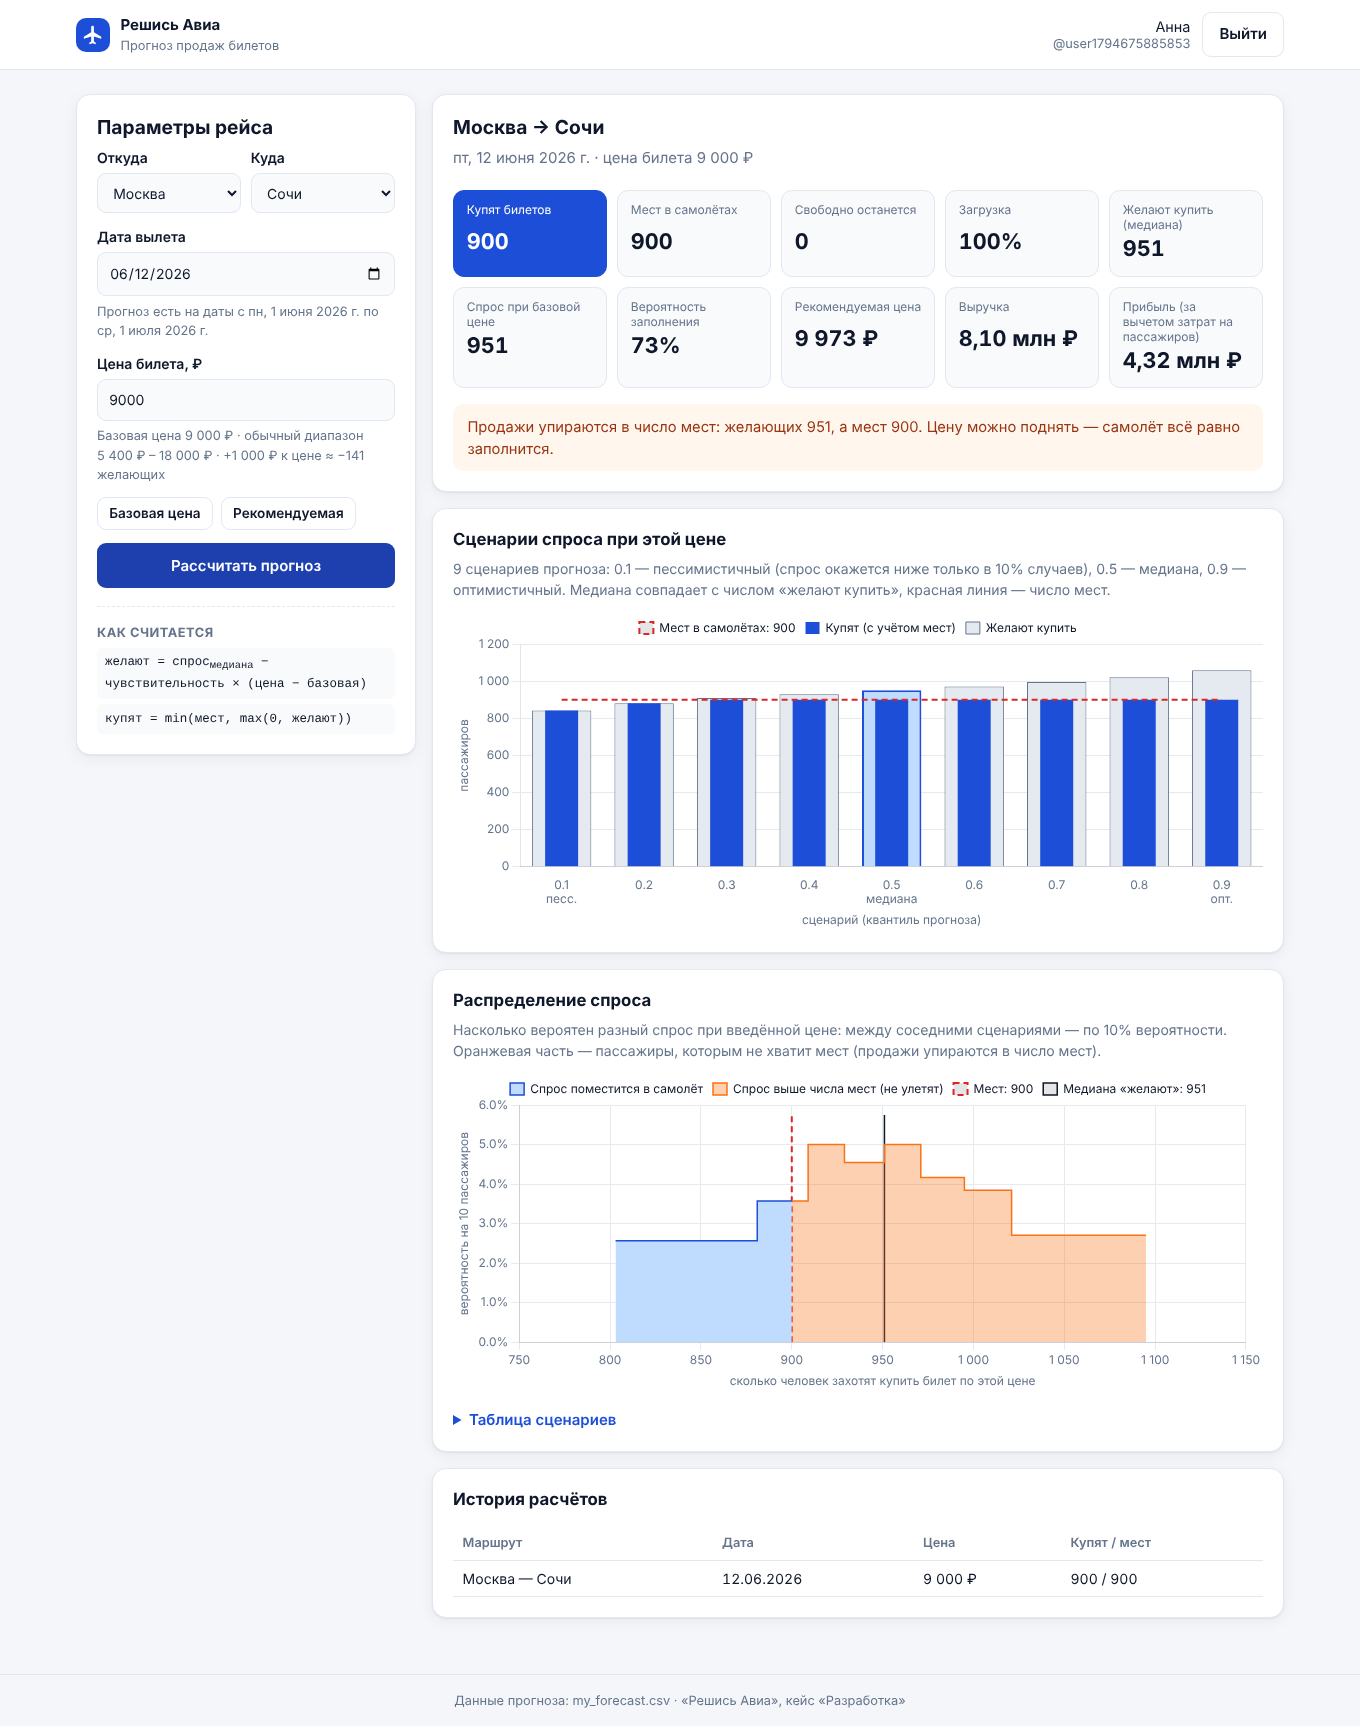 Решись Авиа
Прогноз продаж билетов
Анна
@user1794675885853
Выйти
Параметры рейса
Откуда
Куда
Москва
Сочи
Дата вылета
06/12/2026
Прогноз есть на даты с пн, 1 июня 2026 г. по
ср, 1 июля 2026 г.
Цена билета, ₽
9000
Базовая цена 9 000 ₽ · обычный диапазон
5 400 ₽ – 18 000 ₽ · +1 000 ₽ к цене ≈ −141
желающих
Базовая цена
Рекомендуемая
Рассчитать прогноз
КАК СЧИТАЕТСЯ
желают = спрос медиана −
чувствительность × (цена − базовая)
купят = min(мест, max(0, желают))
Москва → Сочи
пт, 12 июня 2026 г. · цена билета 9 000 ₽
Купят билетов
900
Мест в самолётах
900
Свободно останется
0
Загрузка
100%
Желают купить
(медиана)
951
Спрос при базовой
цене
951
Вероятность
заполнения
73%
Рекомендуемая цена
9 973 ₽
Выручка
8,10 млн ₽
Прибыль (за
вычетом затрат на
пассажиров)
4,32 млн ₽
Продажи упираются в число мест: желающих 951, а мест 900. Цену можно поднять — самолёт всё равно
заполнится.
Сценарии спроса при этой цене
9 сценариев прогноза: 0.1 — пессимистичный (спрос окажется ниже только в 10% случаев), 0.5 — медиана, 0.9 —
оптимистичный. Медиана совпадает с числом «желают купить», красная линия — число мест.
Мест в самолётах: 900
Купят (с учётом мест)
Желают купить
1 200
1 000
800
600
400
200
0
пассажиров
0.1
песс.
0.2
0.3
0.4
0.5
медиана
0.6
0.7
0.8
0.9
опт.
сценарий (квантиль прогноза)
Распределение спроса
Насколько вероятен разный спрос при введённой цене: между соседними сценариями — по 10% вероятности.
Оранжевая часть — пассажиры, которым не хватит мест (продажи упираются в число мест).
Спрос поместится в самолёт
Спрос выше числа мест (не улетят)
Мест: 900
Медиана «желают»: 951
6.0%
5.0%
4.0%
3.0%
2.0%
1.0%
0.0%
вероятность на 10 пассажиров
750
800
850
900
950
1 000
1 050
1 100
1 150
сколько человек захотят купить билет по этой цене
Таблица сценариев
История расчётов
Маршрут
Дата
Цена
Купят / мест
Москва — Сочи
12.06.2026
9 000 ₽
900 / 900
Данные прогноза: my_forecast.csv · «Решись Авиа», кейс «Разработка»